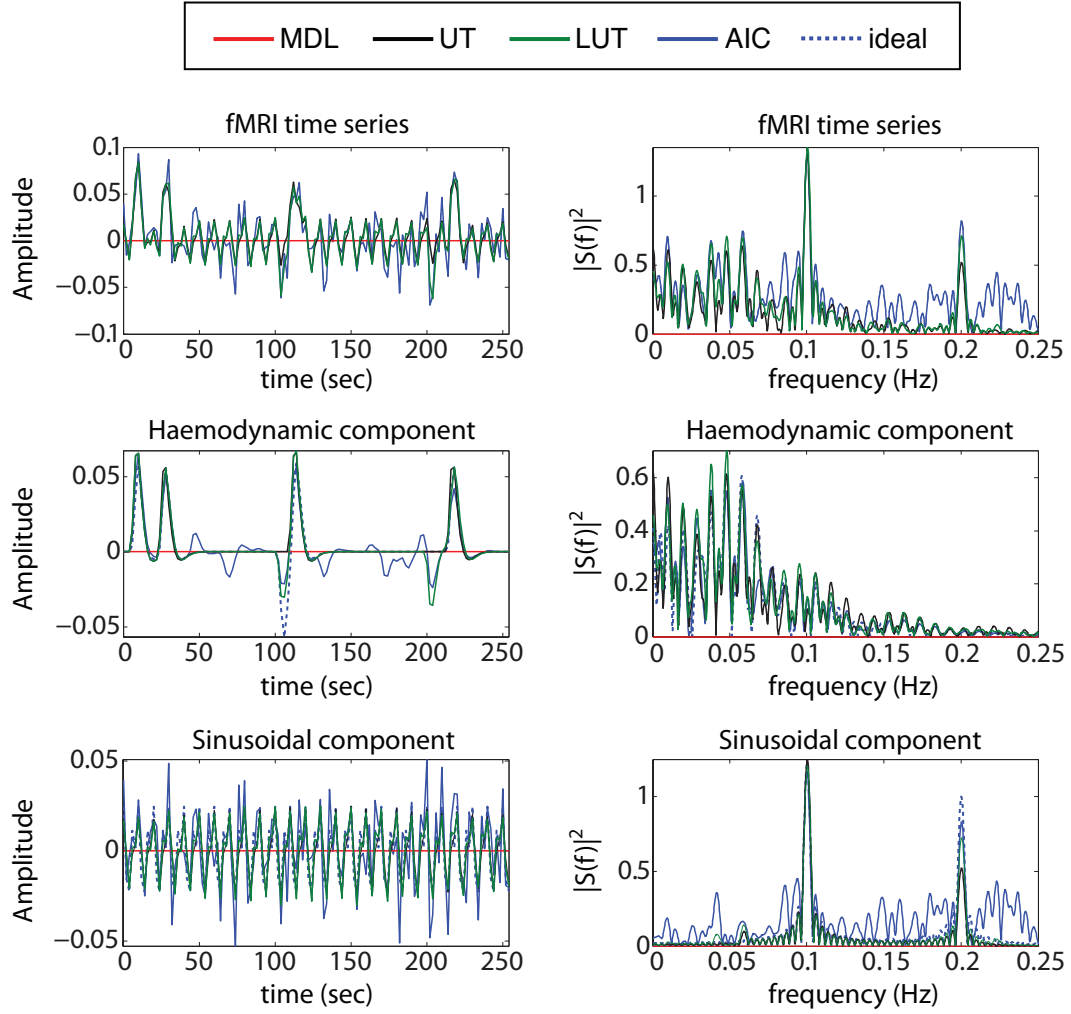 MDL UT LUT AIC ideal
fMRI time series
0.1
0.05
0
−0.05
−0.1
Amplitude
0 50 100 150 200 250
time (sec)
fMRI time series
1
0.5
0
|S(f)|²
0 0.05 0.1 0.15 0.2 0.25
frequency (Hz)
Haemodynamic component
0.05
0
−0.05
Amplitude
0 50 100 150 200 250
time (sec)
Haemodynamic component
0.6
0.4
0.2
0
|S(f)|²
0 0.05 0.1 0.15 0.2 0.25
frequency (Hz)
Sinusoidal component
0.05
0
−0.05
Amplitude
0 50 100 150 200 250
time (sec)
Sinusoidal component
1
0.5
0
|S(f)|²
0 0.05 0.1 0.15 0.2 0.25
frequency (Hz)